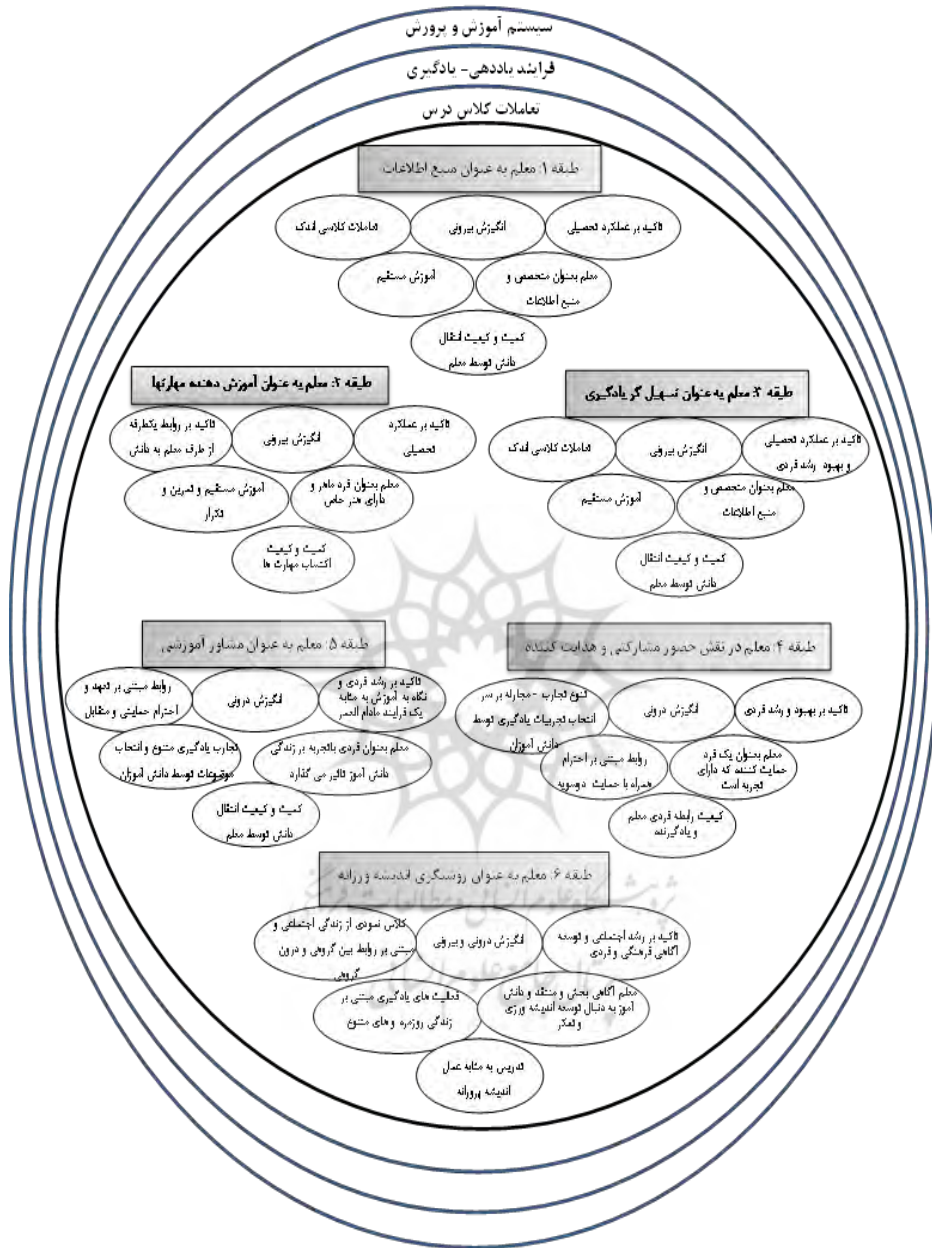 سیستم آموزش و پرورش
فرایند یاددهی- یادگیری
تعاملات کلاس درس
طبقه ۱: معلم به عنوان منبع اطلاعات
تاکید بر عملکرد تحصیلی
انگیزش بیرونی
تعاملات کلاسی اندک
معلم بعنوان متخصص و
منبع اطلاعات
آموزش مستقیم
کمیت و کیفیت انتقال
دانش توسط معلم
طبقه ۲: معلم به عنوان آموزش دهنده مهارتها
تاکید بر عملکرد
تحصیلی
انگیزش بیرونی
تاکید بر روابط یکطرفه
از طرف معلم به دانش
معلم بعنوان فرد ماهر و
دارای هنر خاص
آموزش مستقیم و تمرین و
تکرار
کمیت و کیفیت
اکتساب مهارت ها
طبقه ۳: معلم به عنوان تسهیل گر یادگیری
تاکید بر عملکرد تحصیلی
و بهبود رشد فردی
انگیزش بیرونی
تعاملات کلاسی اندک
معلم بعنوان متخصص و
منبع اطلاعات
آموزش مستقیم
کمیت و کیفیت انتقال
دانش توسط معلم
طبقه ۴: معلم در نقش حضور مشارکتی و هدایت کننده
تاکید بر بهبود و رشد فردی
انگیزش درونی
تنوع تجارب - مجادله بر سر
انتخاب تجربیات یادگیری توسط
دانش آموزان
معلم بعنوان یک فرد
حمایت کننده که دارای
تجربه است
روابط مبتنی بر احترام
همراه با حمایت دوسویه
کیفیت رابطه فردی معلم
و یادگیرنده
طبقه ۵: معلم به عنوان مشاور آموزشی
تاکید بر رشد فردی و
نگاه به آموزش به مثابه
یک فرایند مادام العمر
انگیزش درونی
روابط مبتنی بر تعهد و
احترام حمایتی و متقابل
معلم بعنوان فردی باتجربه بر زندگی
دانش آموز تاثیر می گذارد
تجارب یادگیری متنوع و انتخاب
موضوعات توسط دانش آموزان
کمیت و کیفیت انتقال
دانش توسط معلم
طبقه ۶: معلم به عنوان روشنگری اندیشه ورزانه
تاکید بر رشد اجتماعی و توسعه
آگاهی فرهنگی و فردی
انگیزش درونی و بیرونی
کلاس نمودی از زندگی اجتماعی و
مبتنی بر روابط بین گروهی و درون
گروهی
معلم آگاهی بخش و منتقد و دانش
آموز به دنبال توسعه اندیشه ورزی
و تفکر
فعالیت های یادگیری مبتنی بر
زندگی روزمره و های متنوع
تدریس به مثابه عمل
اندیشه پرورانه
پژوهشگاه علوم انسانی و مطالعات فرهنگی